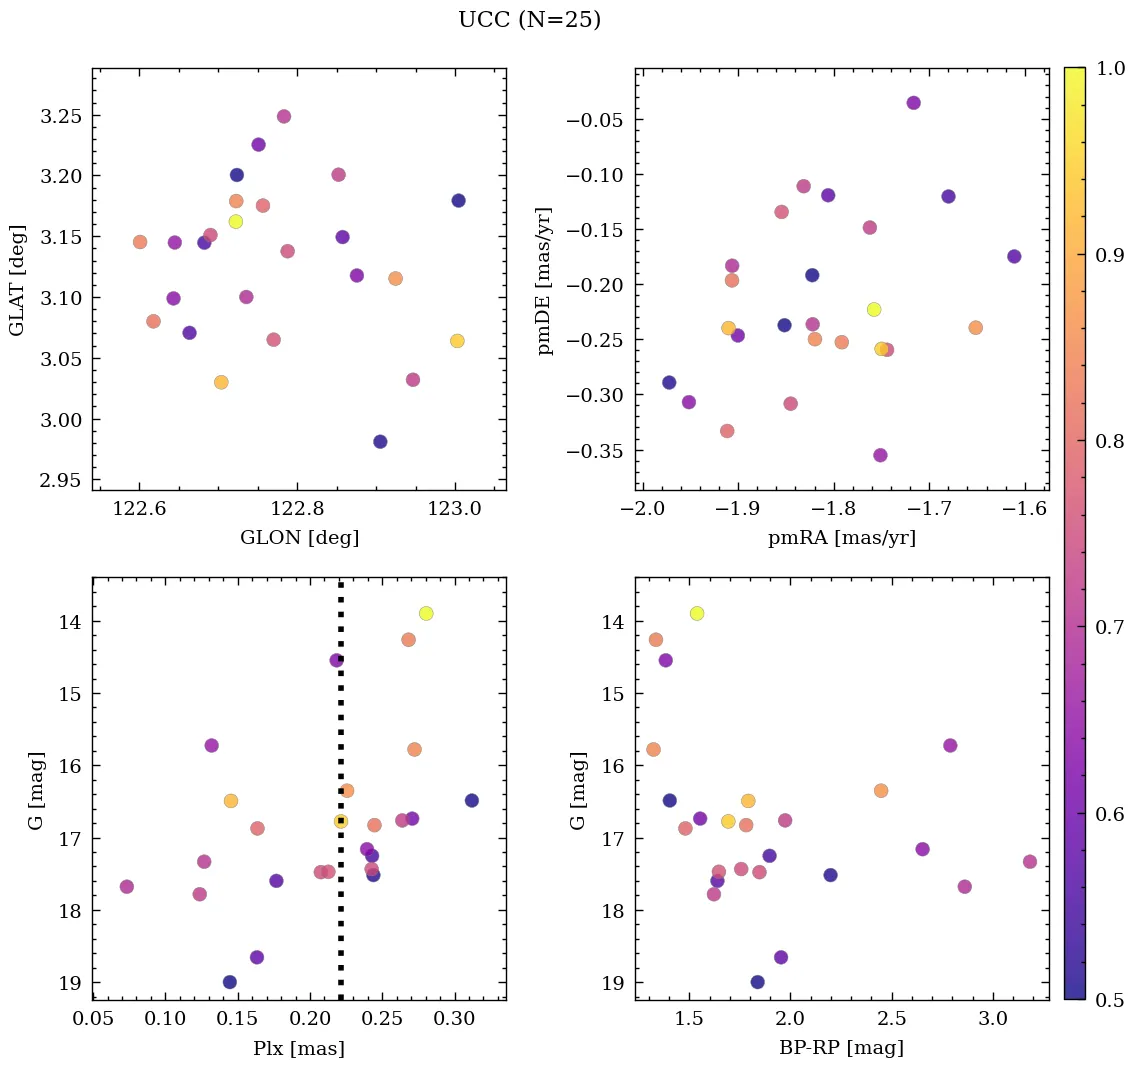 UCC (N=25)
3.25
3.20
3.15
3.10
3.05
3.00
2.95
GLAT [deg]
122.6 122.8 123.0
GLON [deg]
−0.05
−0.10
−0.15
−0.20
−0.25
−0.30
−0.35
pmDE [mas/yr]
−2.0 −1.9 −1.8 −1.7 −1.6
pmRA [mas/yr]
14
15
16
17
18
19
G [mag]
0.05 0.10 0.15 0.20 0.25 0.30
Plx [mas]
14
15
16
17
18
19
G [mag]
1.5 2.0 2.5 3.0
BP-RP [mag]
1.0
0.9
0.8
0.7
0.6
0.5